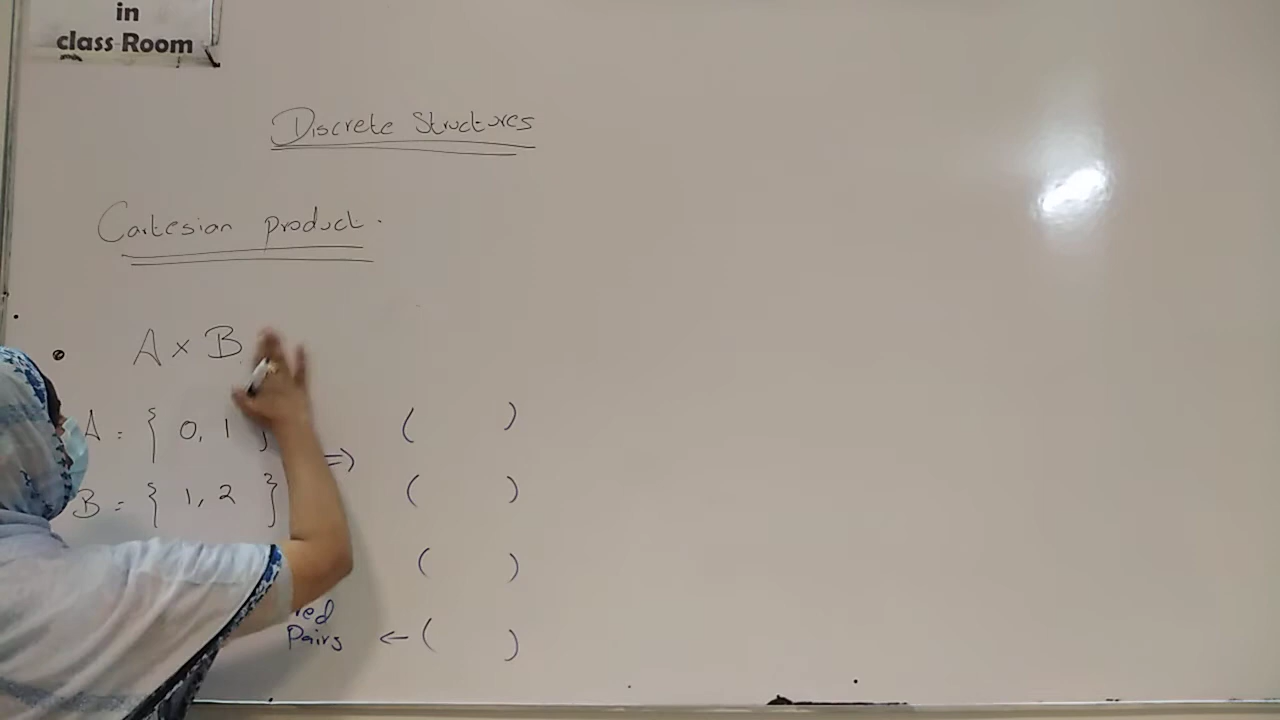 in
class Room
Discrete Structures
Cartesian product.
A × B
A = { 0, 1 }
B = { 1, 2 }
⇒
( )
( )
( )
Pairs ← ( )